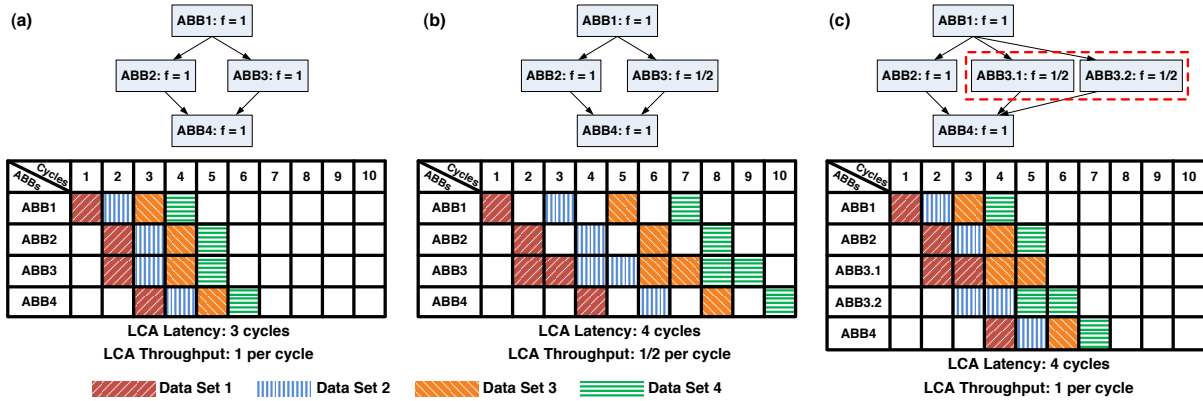 (a)
ABB1: f = 1
ABB2: f = 1
ABB3: f = 1
ABB4: f = 1
Cycles
ABBs
1 2 3 4 5 6 7 8 9 10
ABB1
ABB2
ABB3
ABB4
LCA Latency: 3 cycles
LCA Throughput: 1 per cycle
(b)
ABB1: f = 1
ABB2: f = 1
ABB3: f = 1/2
ABB4: f = 1
Cycles
ABBs
1 2 3 4 5 6 7 8 9 10
ABB1
ABB2
ABB3
ABB4
LCA Latency: 4 cycles
LCA Throughput: 1/2 per cycle
(c)
ABB1: f = 1
ABB2: f = 1
ABB3.1: f = 1/2
ABB3.2: f = 1/2
ABB4: f = 1
Cycles
ABBs
1 2 3 4 5 6 7 8 9 10
ABB1
ABB2
ABB3.1
ABB3.2
ABB4
LCA Latency: 4 cycles
LCA Throughput: 1 per cycle
Data Set 1
Data Set 2
Data Set 3
Data Set 4